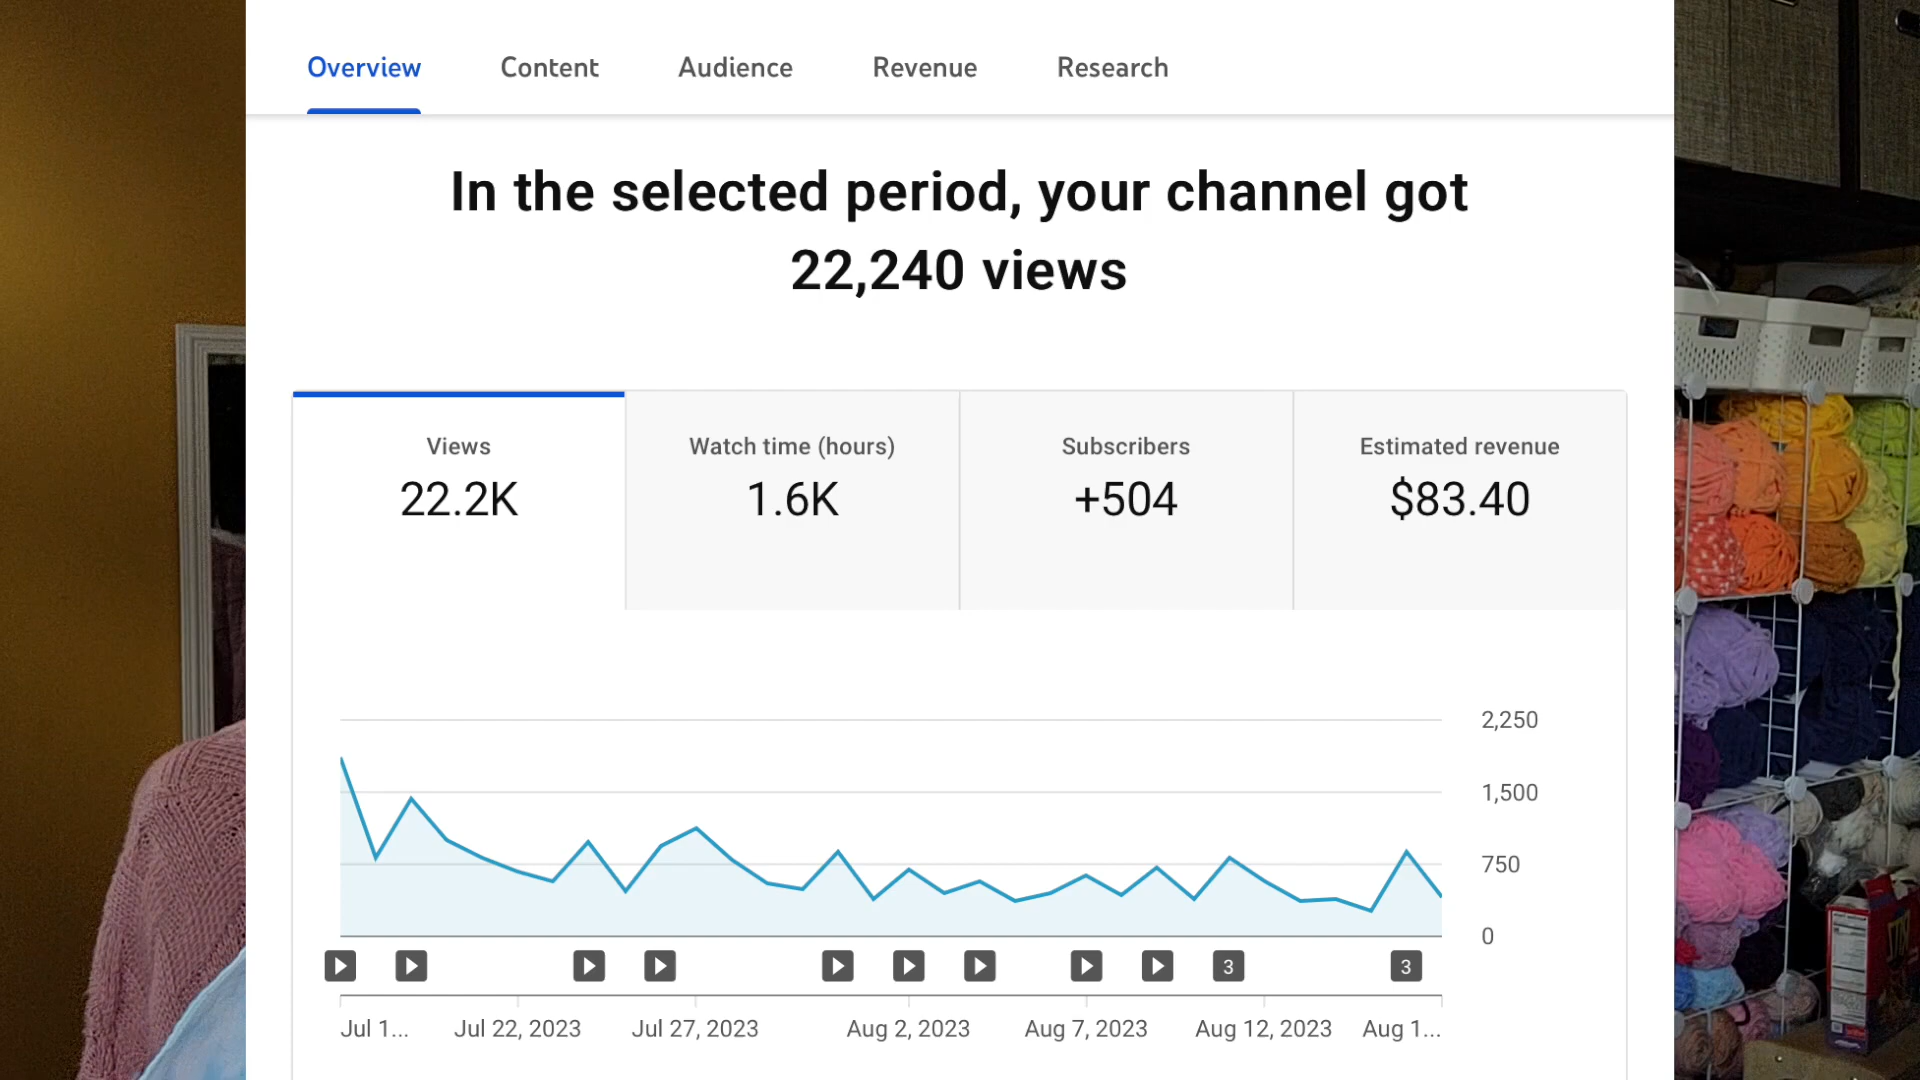 Overview Content Audience Revenue Research
In the selected period, your channel got
22,240 views
Views Watch time (hours) Subscribers Estimated revenue
22.2K 1.6K +504 $83.40
2,250
1,500
750
0
3 3
Jul 1... Jul 22, 2023 Jul 27, 2023 Aug 2, 2023 Aug 7, 2023 Aug 12, 2023 Aug 1...